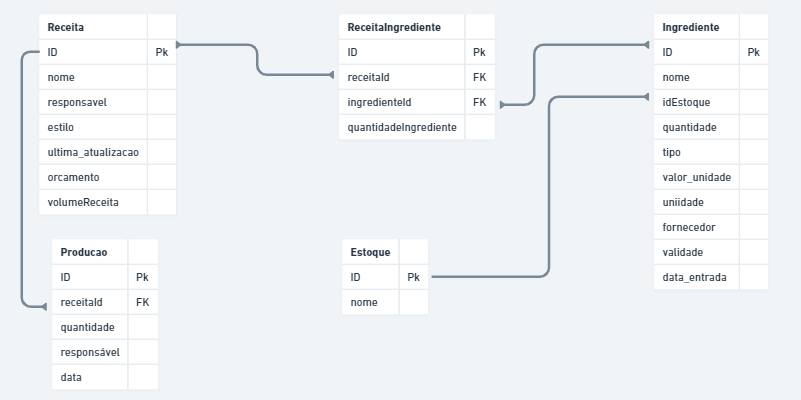 Receita
ID Pk
nome
responsavel
estilo
ultima_atualizacao
orcamento
volumeReceita
ReceitaIngrediente
ID Pk
receitaId FK
ingredienteId FK
quantidadeIngrediente
Ingrediente
ID Pk
nome
idEstoque
quantidade
tipo
valor_unidade
uniidade
fornecedor
validade
data_entrada
Producao
ID Pk
receitaId FK
quantidade
responsável
data
Estoque
ID Pk
nome